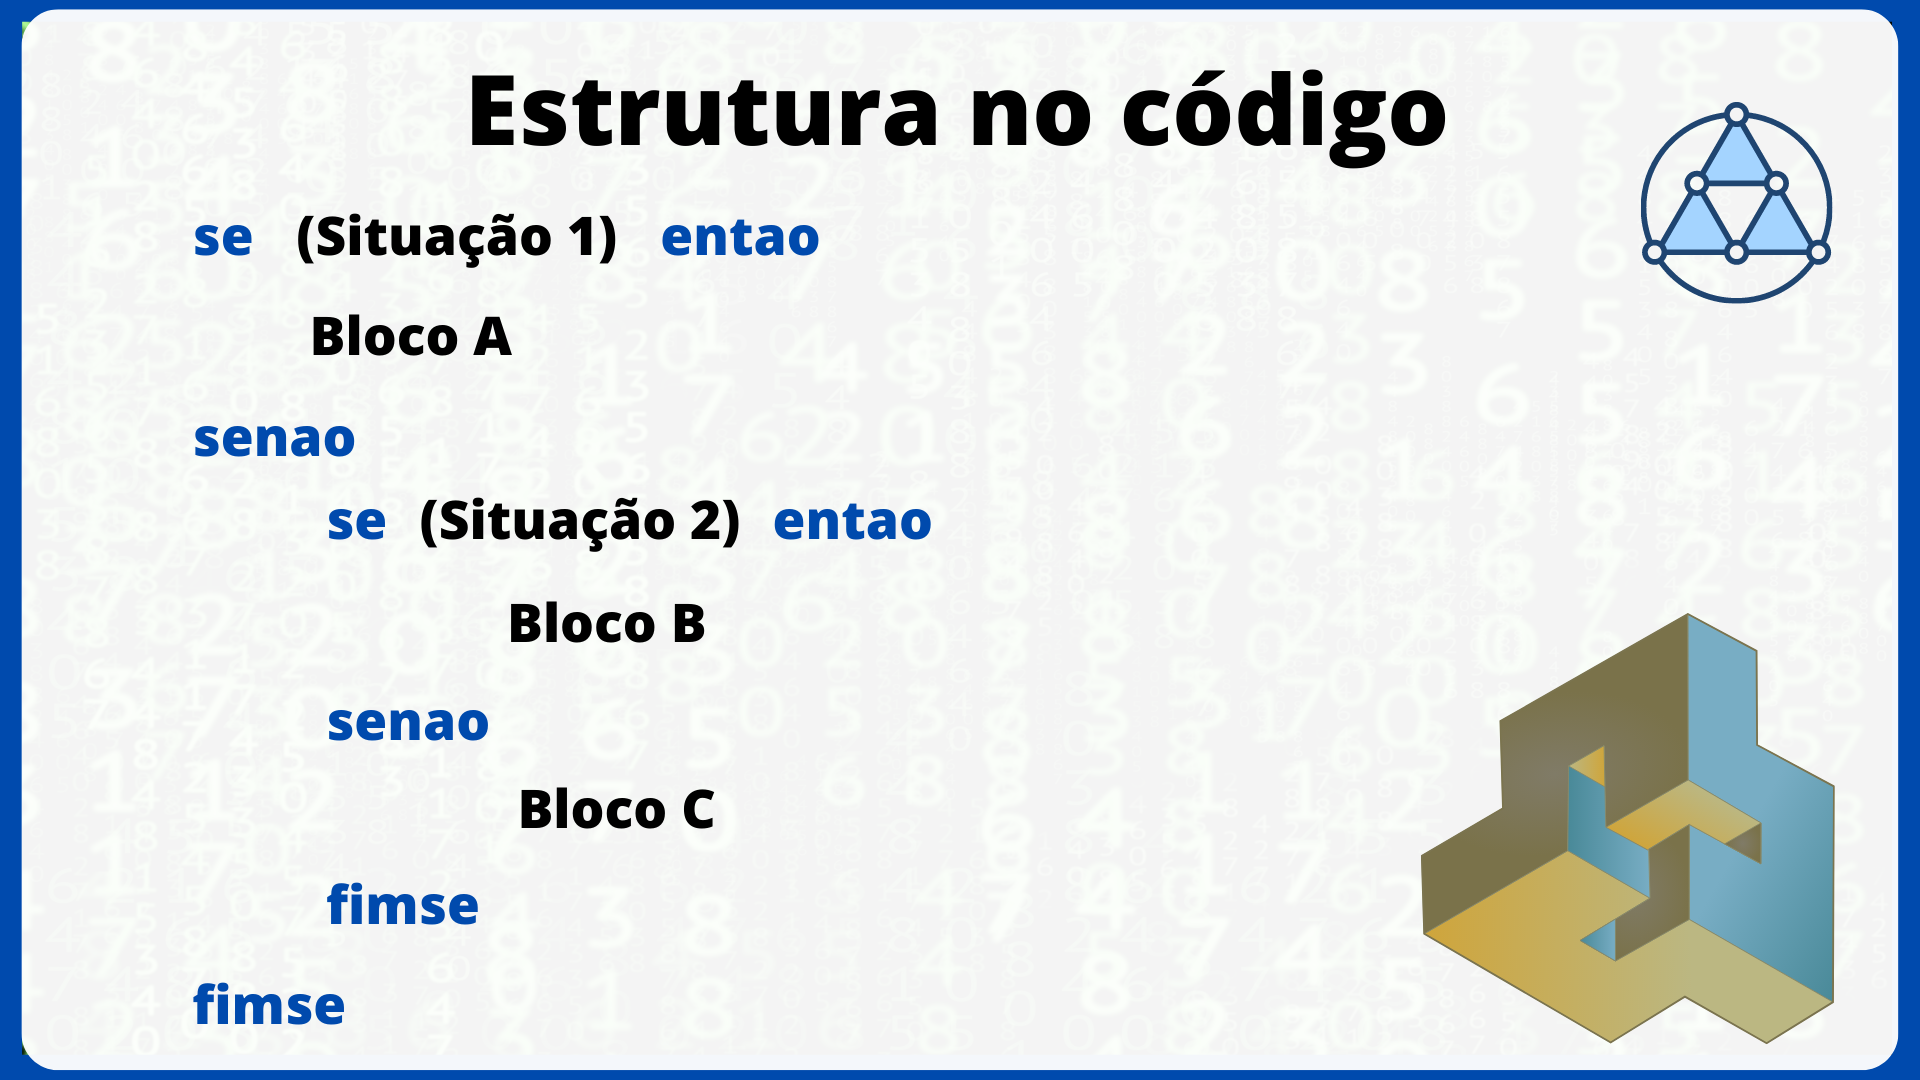 Estrutura no código
se (Situação 1) entao
Bloco A
senao
se (Situação 2) entao
Bloco B
senao
Bloco C
fimse
fimse